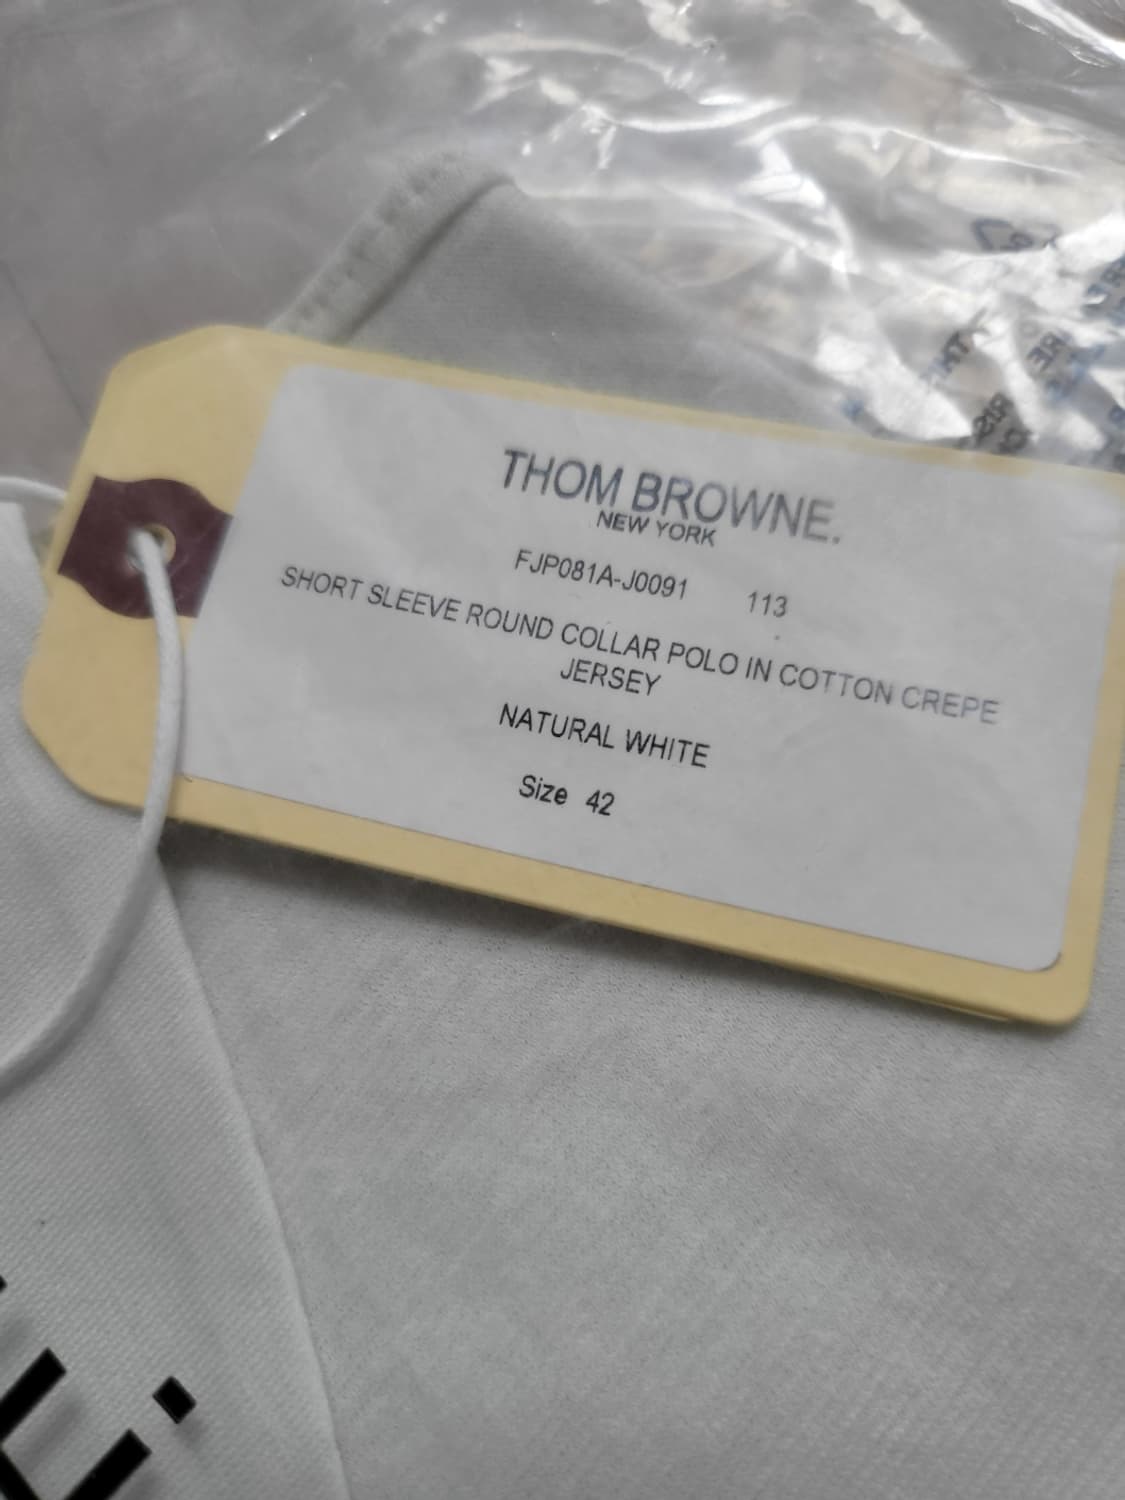 THOM BROWNE.
NEW YORK
FJP081A-J0091 113
SHORT SLEEVE ROUND COLLAR POLO IN COTTON CREPE
JERSEY
NATURAL WHITE
Size 42
E.